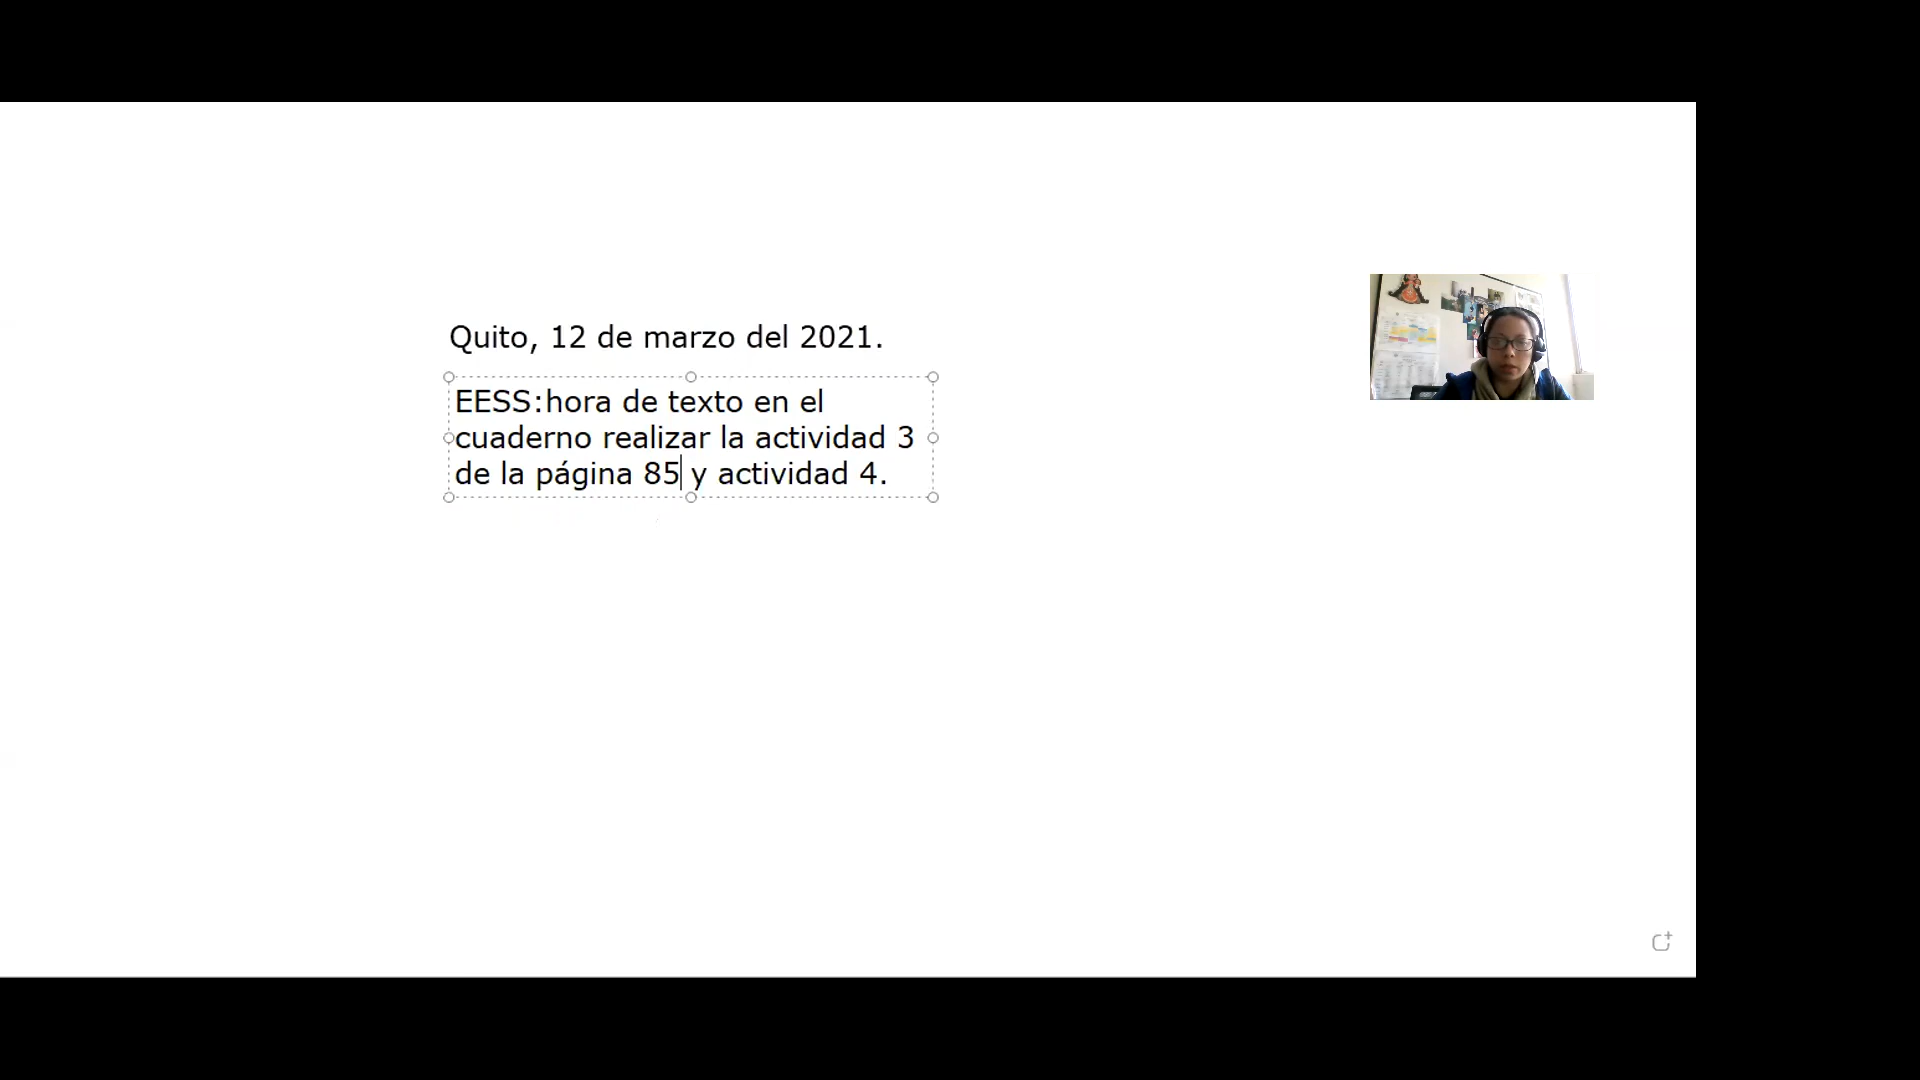 Quito, 12 de marzo del 2021.
EESS:hora de texto en el
cuaderno realizar la actividad 3
de la página 85 y actividad 4.